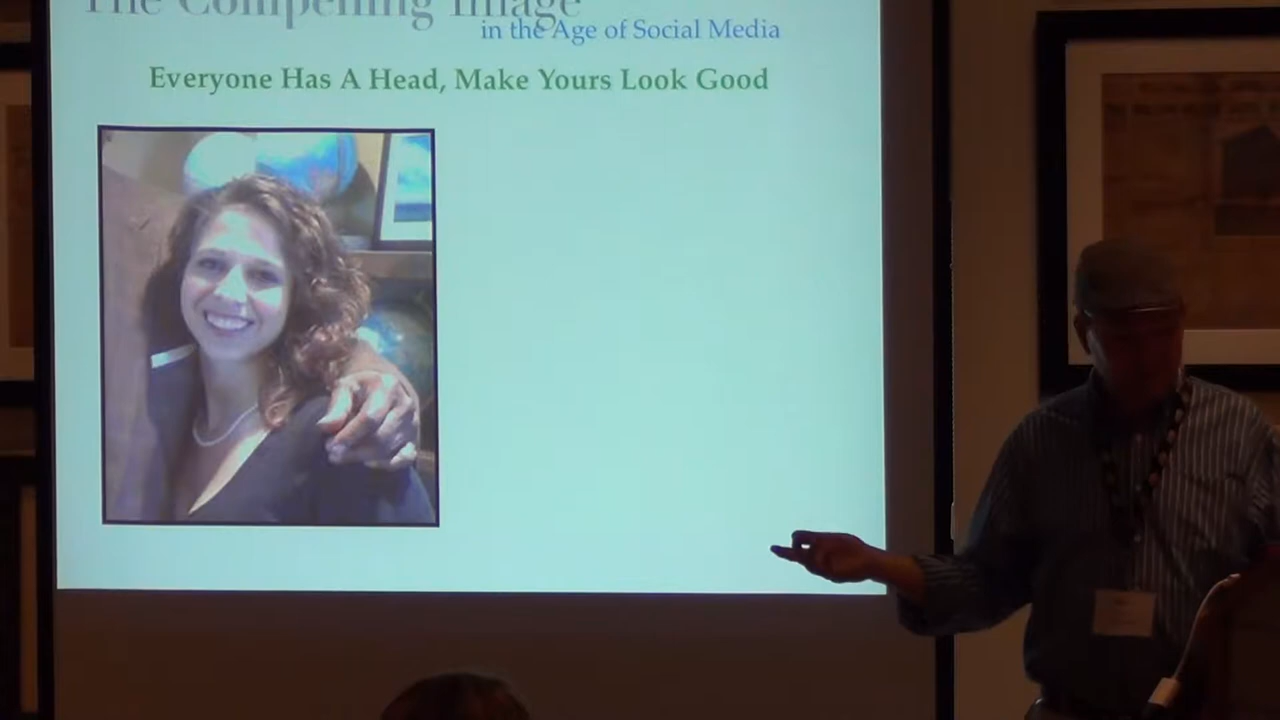 The Compelling Image
in the Age of Social Media
Everyone Has A Head, Make Yours Look Good